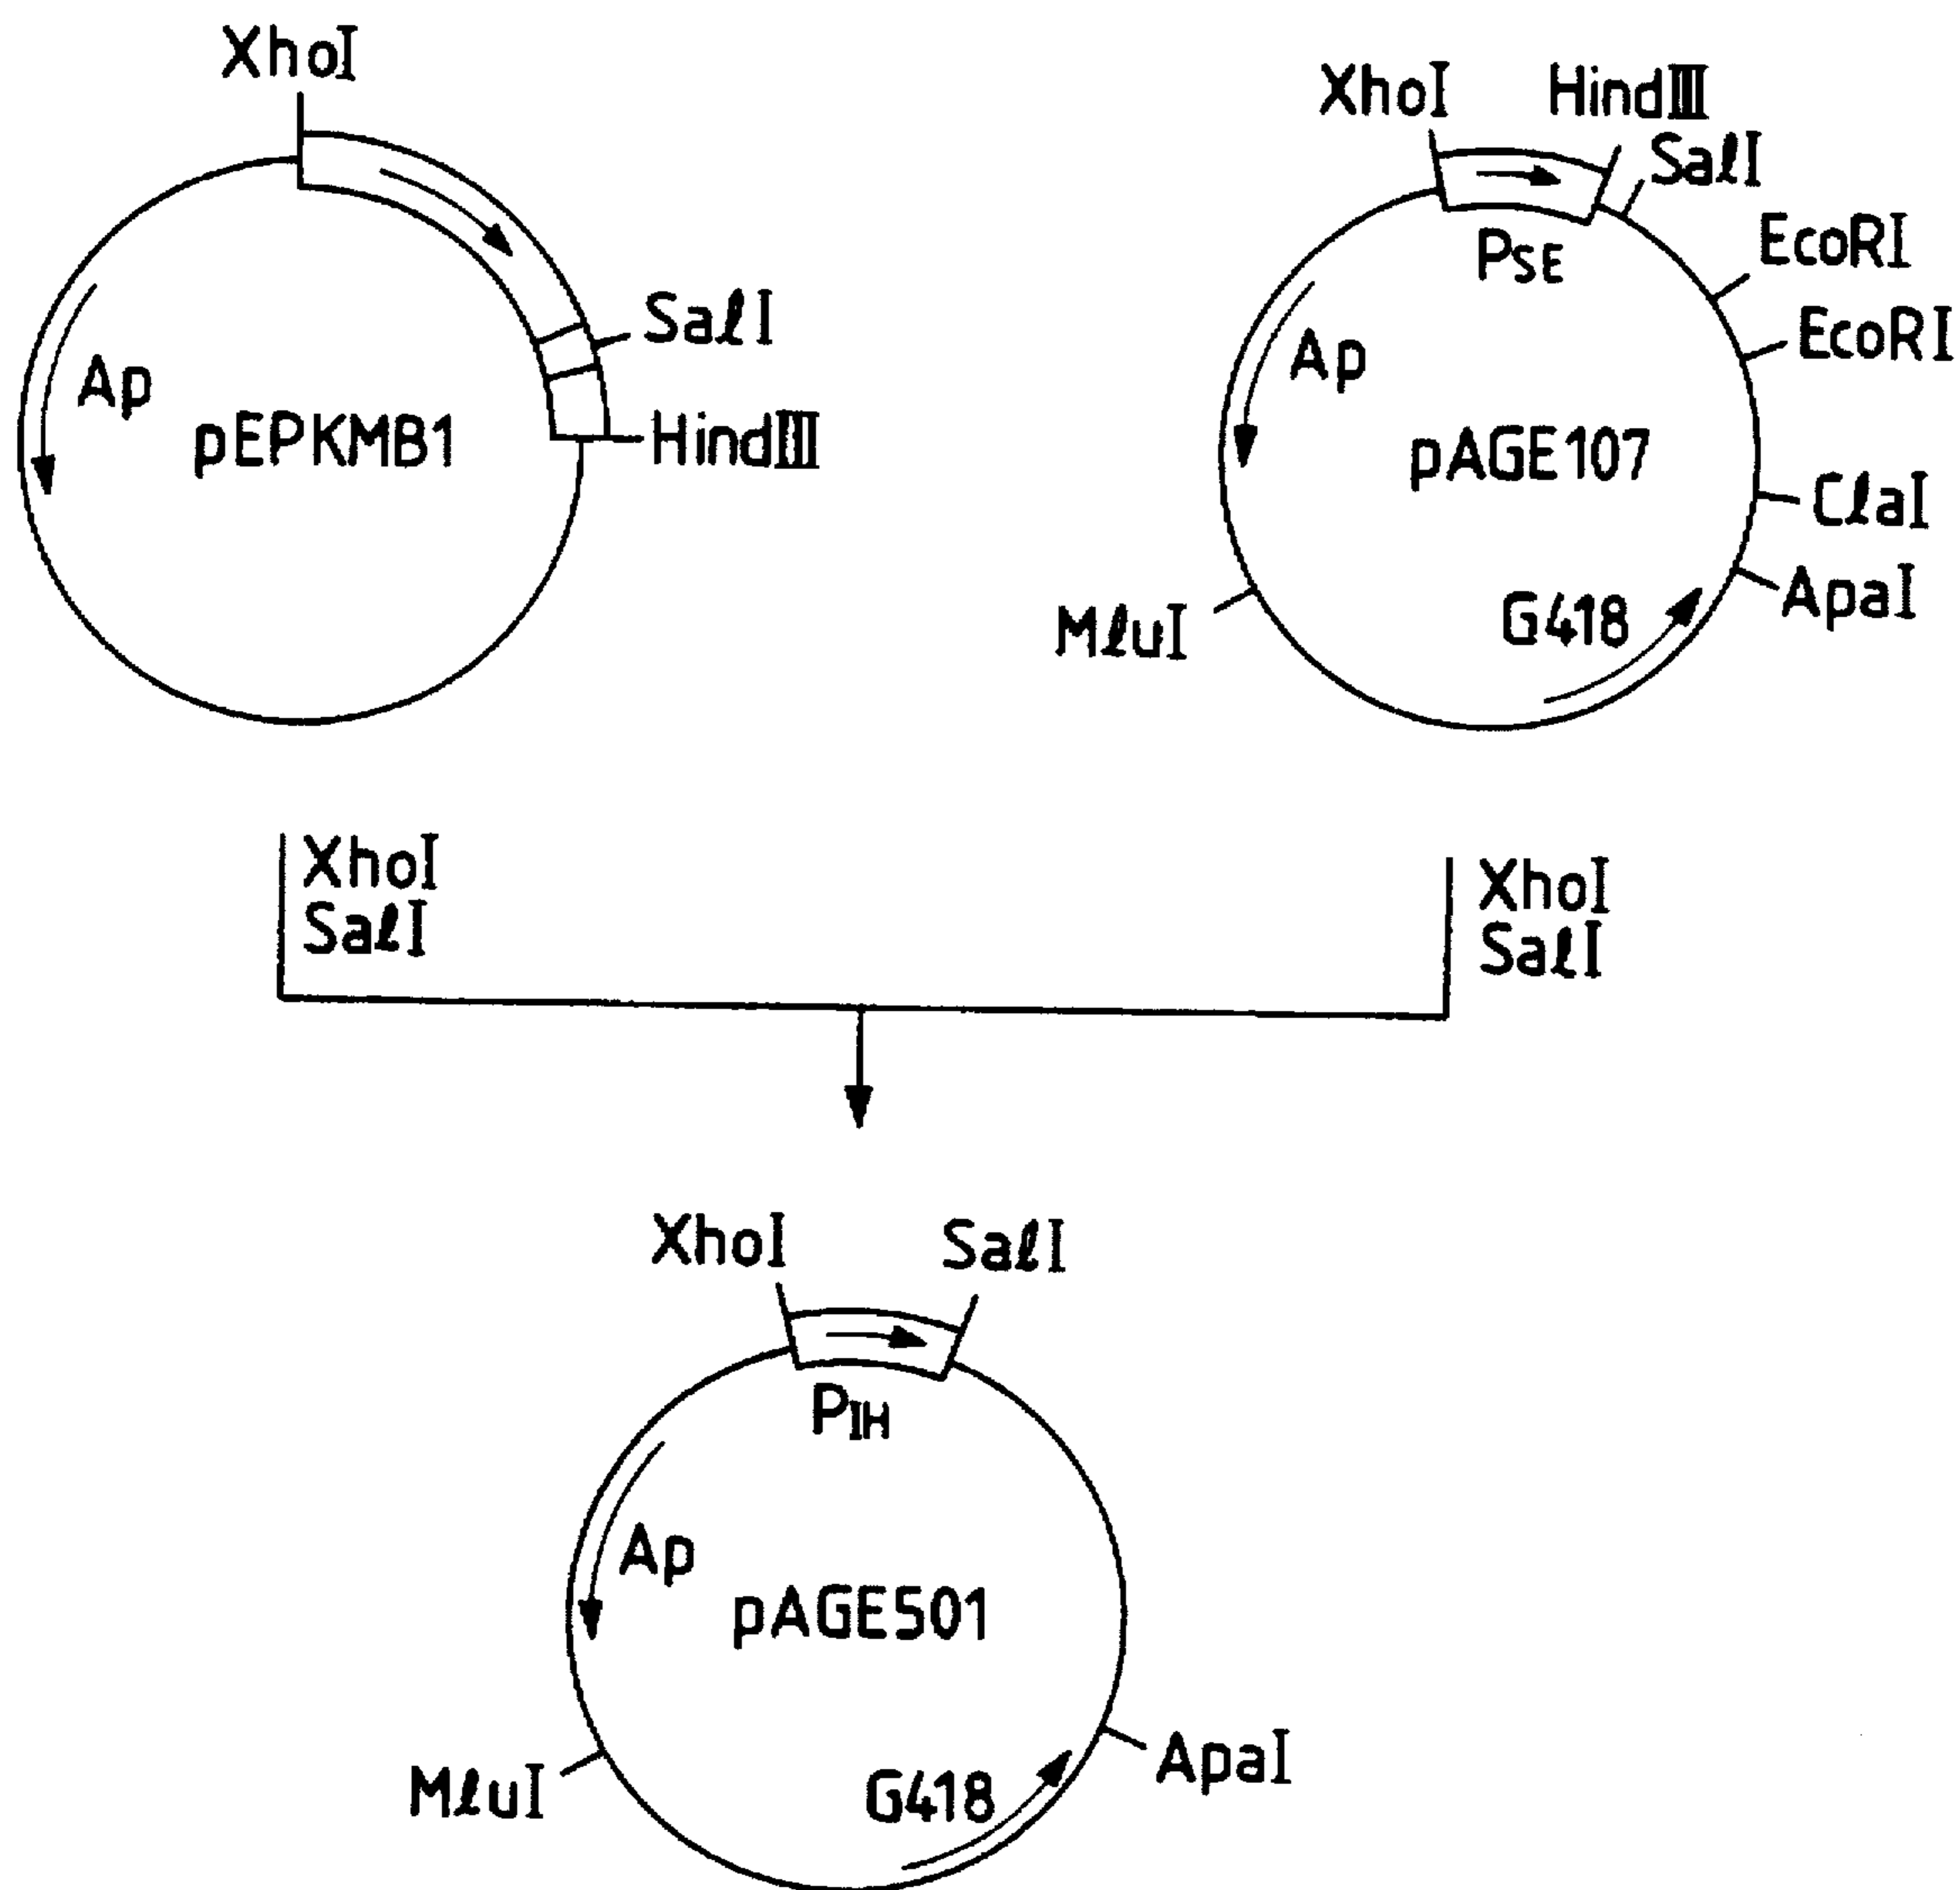 XhoI
SalI
HindIII
Ap
pEPKMB1
XhoI
HindIII
SalI
EcoRI
EcoRI
ClaI
ApaI
MluI
PSE
Ap
pAGE107
G418
XhoI
SalI
XhoI
SalI
XhoI
SalI
PIH
Ap
pAGE501
MluI
G418
ApaI